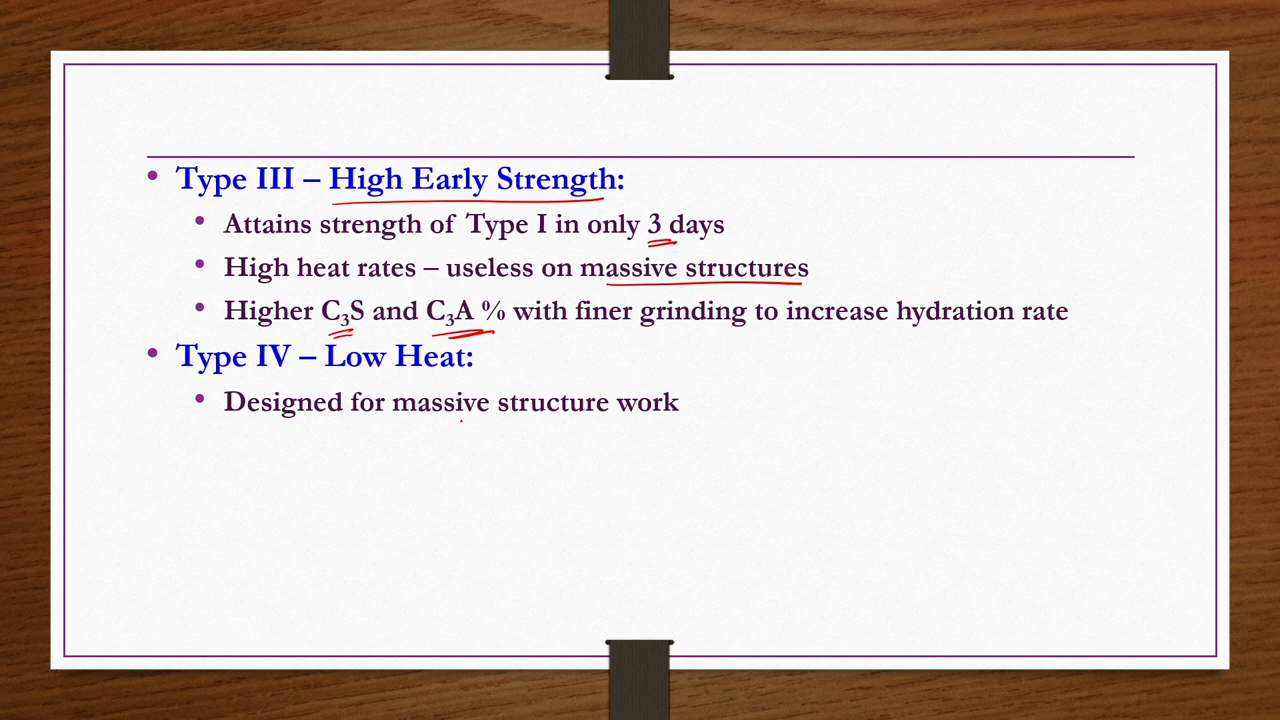 • Type III – High Early Strength:
• Attains strength of Type I in only 3 days
• High heat rates – useless on massive structures
• Higher C₃S and C₃A % with finer grinding to increase hydration rate
• Type IV – Low Heat:
• Designed for massive structure work